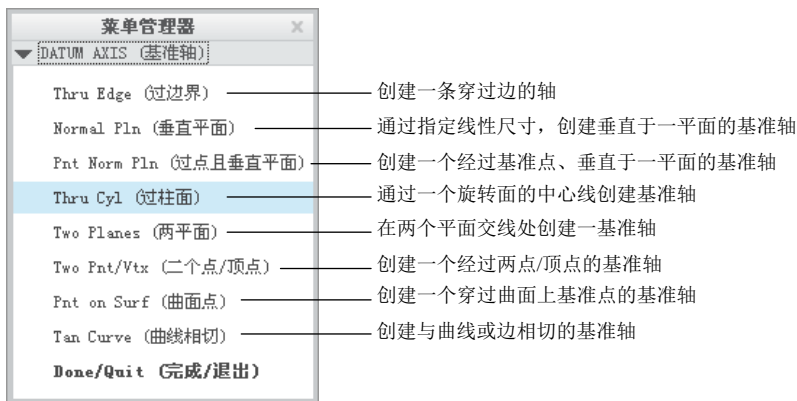 菜单管理器
DATUM AXIS (基准轴)
Thru Edge (过边界) 创建一条穿过边的轴
Normal Pln (垂直平面) 通过指定线性尺寸，创建垂直于一平面的基准轴
Pnt Norm Pln (过点且垂直平面) 创建一个经过基准点、垂直于一平面的基准轴
Thru Cyl (过柱面) 通过一个旋转面的中心线创建基准轴
Two Planes (两平面) 在两个平面交线处创建一基准轴
Two Pnt/Vtx (二个点/顶点) 创建一个经过两点/顶点的基准轴
Pnt on Surf (曲面点) 创建一个穿过曲面上基准点的基准轴
Tan Curve (曲线相切) 创建与曲线或边相切的基准轴
Done/Quit (完成/退出)